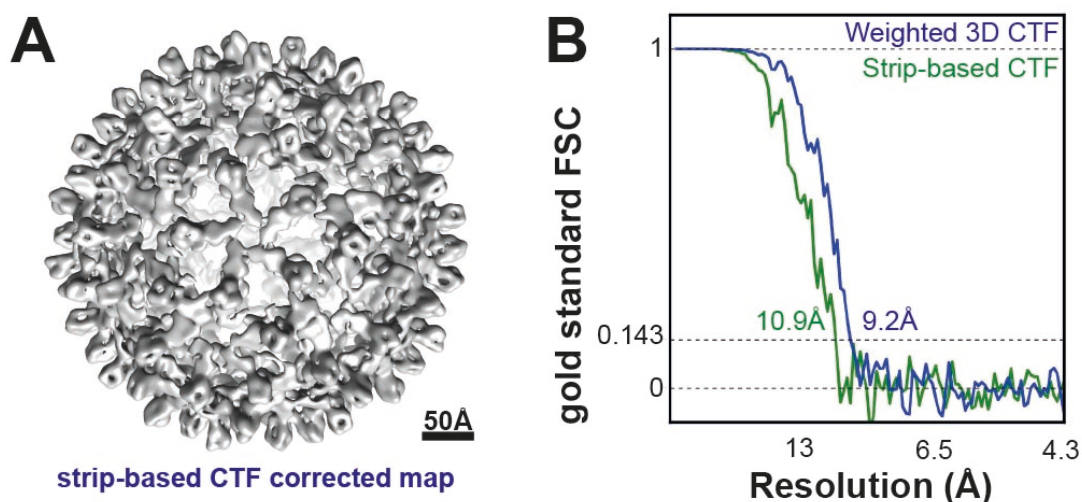 A
50Å
strip-based CTF corrected map
B
Weighted 3D CTF
Strip-based CTF
gold standard FSC
1
0.143
0
10.9Å 9.2Å
13 6.5 4.3
Resolution (Å)